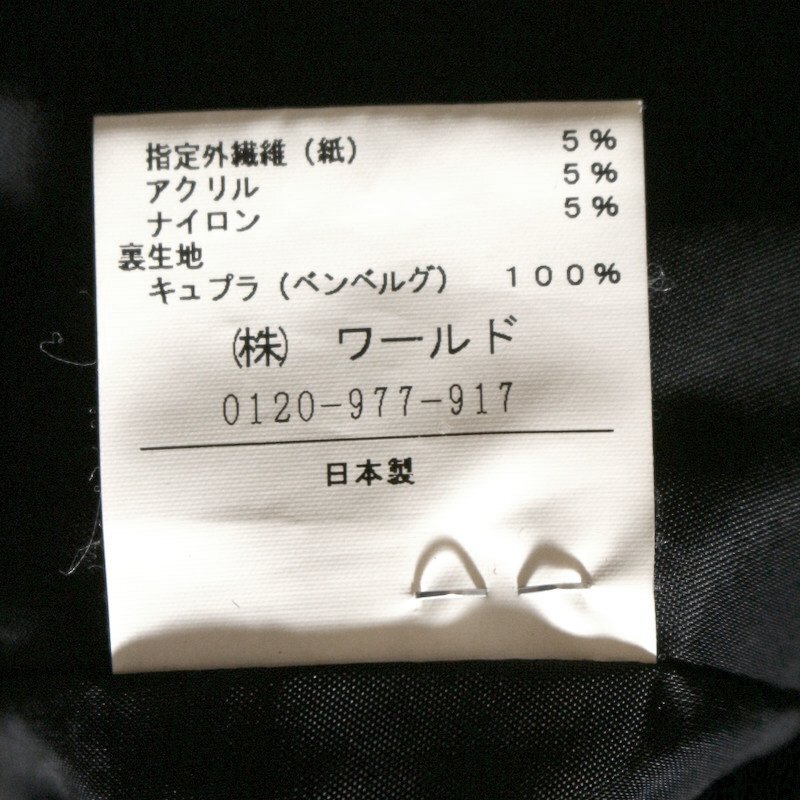 指定外繊維（紙） 5%
アクリル 5%
ナイロン 5%
裏生地
キュプラ（ベンベルグ） 100%
㈱ ワールド
0120-977-917
日本製